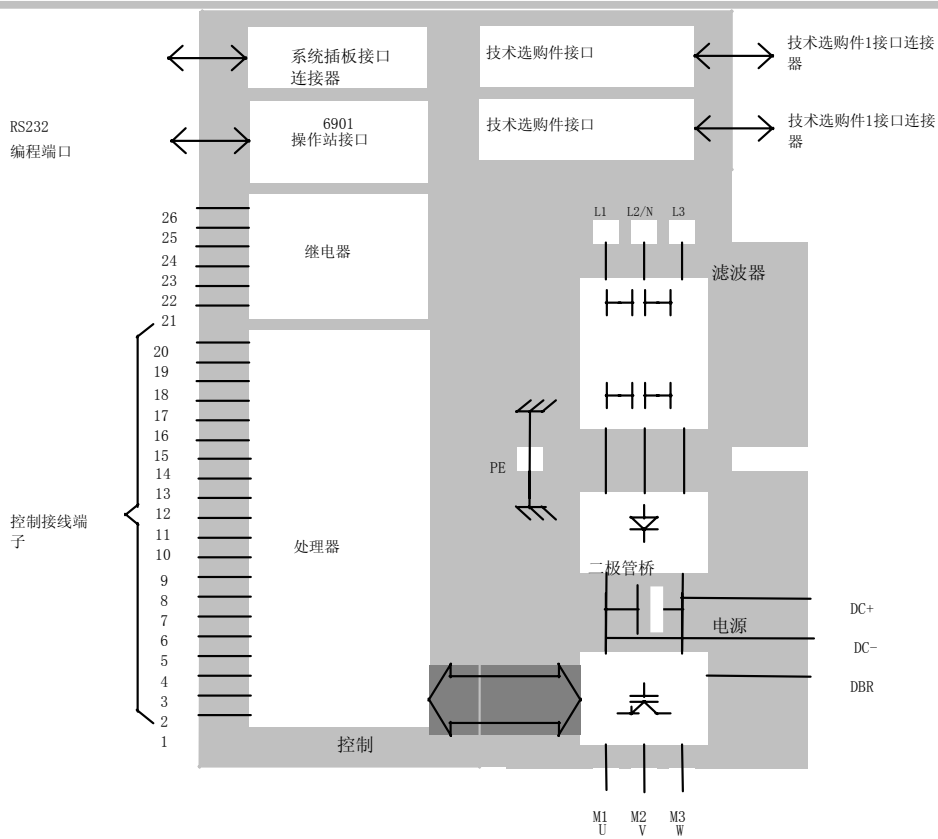 系统插板接口
连接器
技术选购件接口
技术选购件1接口连接
器
RS232
编程端口
6901
操作站接口
技术选购件接口
技术选购件1接口连接
器
L1 L2/N L3
26
25
24
23
22
21
继电器
滤波器
20
19
18
17
16
15
14
13
12
11
10
9
8
7
6
5
4
3
2
1
控制接线端
子
处理器
PE
二极管桥
电源
DC+
DC-
DBR
控制
M1 M2 M3
U V W